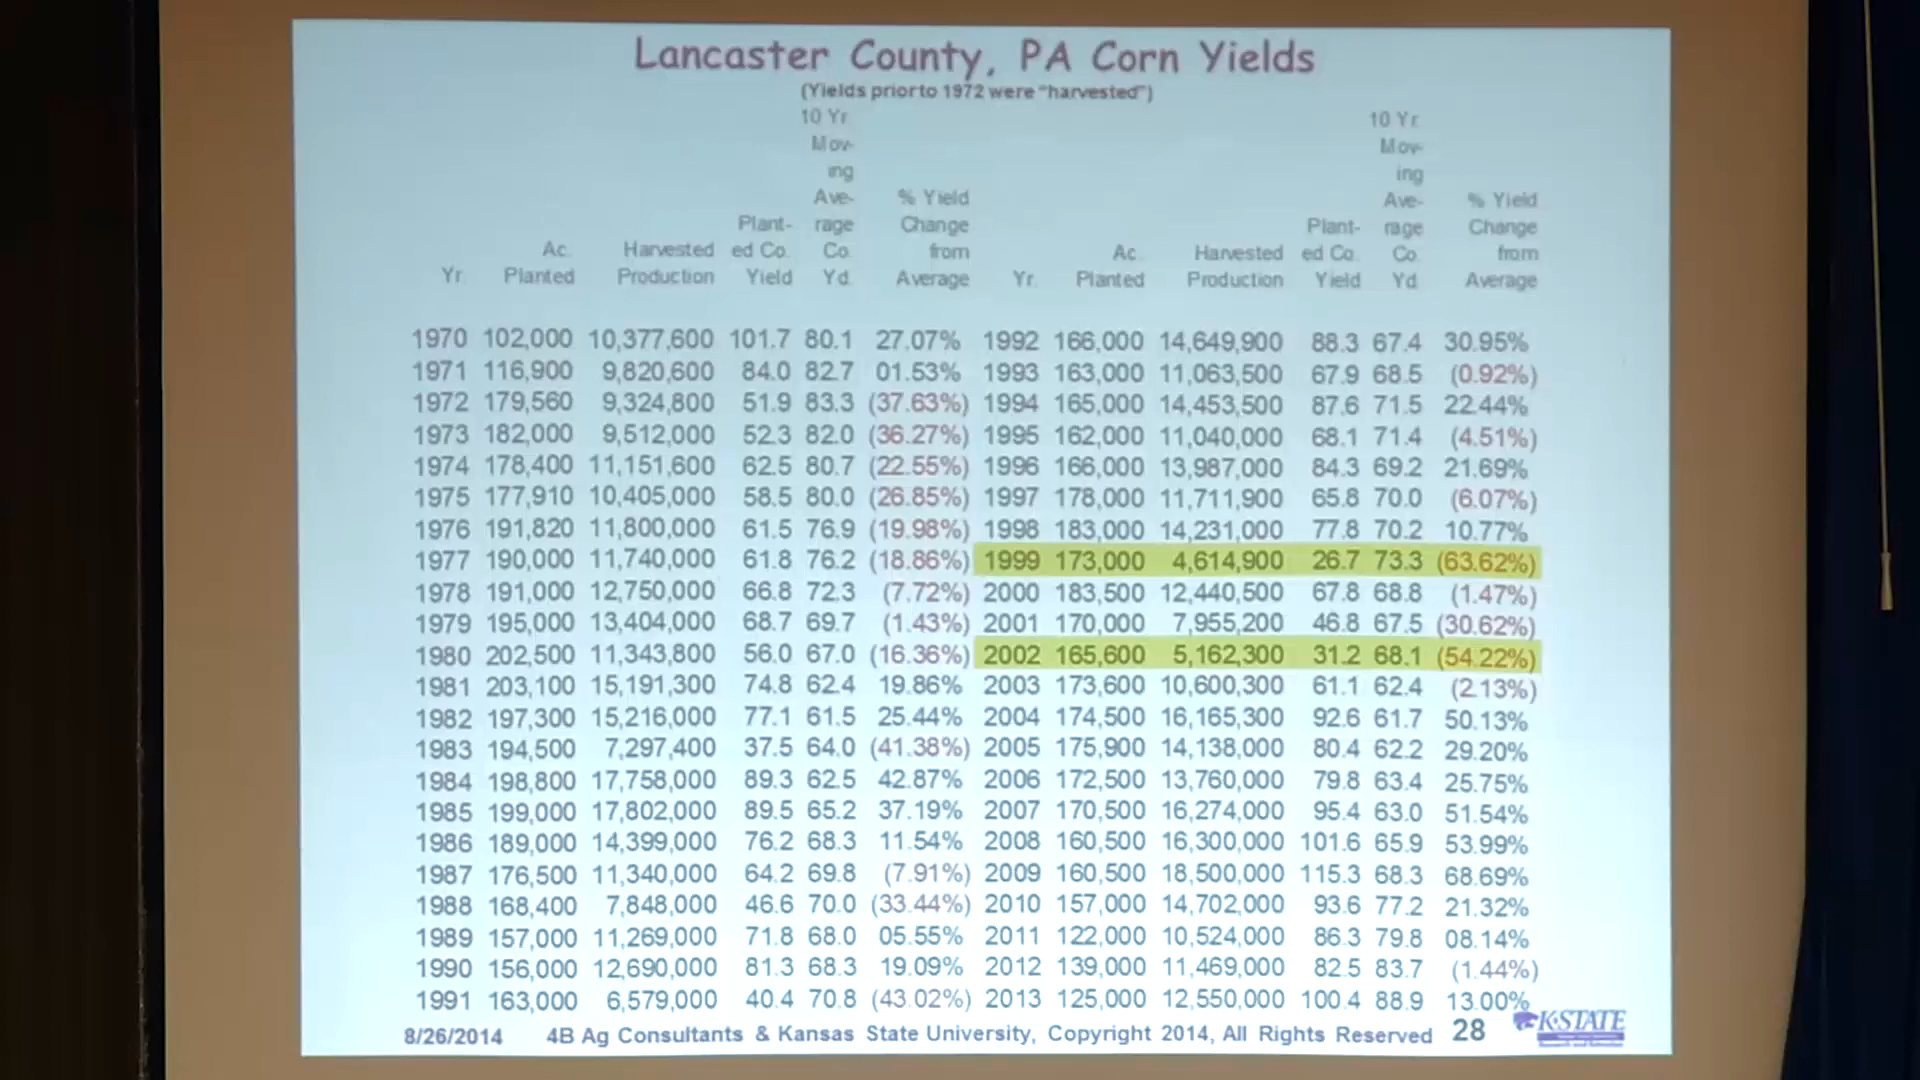 Lancaster County, PA Corn Yields
(Yields prior to 1972 were "harvested")
10 Yr. 10 Yr.
Mov- Mov-
ing ing
Ave- % Yield Ave- % Yield
Plant- rage Change Plant- rage Change
Ac. Harvested ed Co. Co. from Ac. Harvested ed Co. Co. from
Yr. Planted Production Yield Yd. Average Yr. Planted Production Yield Yd. Average
1970 102,000 10,377,600 101.7 80.1 27.07% 1992 166,000 14,649,900 88.3 67.4 30.95%
1971 116,900 9,820,600 84.0 82.7 01.53% 1993 163,000 11,063,500 67.9 68.5 (0.92%)
1972 179,560 9,324,800 51.9 83.3 (37.63%) 1994 165,000 14,453,500 87.6 71.5 22.44%
1973 182,000 9,512,000 52.3 82.0 (36.27%) 1995 162,000 11,040,000 68.1 71.4 (4.51%)
1974 178,400 11,151,600 62.5 80.7 (22.55%) 1996 166,000 13,987,000 84.3 69.2 21.69%
1975 177,910 10,405,000 58.5 80.0 (26.85%) 1997 178,000 11,711,900 65.8 70.0 (6.07%)
1976 191,820 11,800,000 61.5 76.9 (19.98%) 1998 183,000 14,231,000 77.8 70.2 10.77%
1977 190,000 11,740,000 61.8 76.2 (18.86%) 1999 173,000 4,614,900 26.7 73.3 (63.62%)
1978 191,000 12,750,000 66.8 72.3 (7.72%) 2000 183,500 12,440,500 67.8 68.8 (1.47%)
1979 195,000 13,404,000 68.7 69.7 (1.43%) 2001 170,000 7,955,200 46.8 67.5 (30.62%)
1980 202,500 11,343,800 56.0 67.0 (16.36%) 2002 165,600 5,162,300 31.2 68.1 (54.22%)
1981 203,100 15,191,300 74.8 62.4 19.86% 2003 173,600 10,600,300 61.1 62.4 (2.13%)
1982 197,300 15,216,000 77.1 61.5 25.44% 2004 174,500 16,165,300 92.6 61.7 50.13%
1983 194,500 7,297,400 37.5 64.0 (41.38%) 2005 175,900 14,138,000 80.4 62.2 29.20%
1984 198,800 17,758,000 89.3 62.5 42.87% 2006 172,500 13,760,000 79.8 63.4 25.75%
1985 199,000 17,802,000 89.5 65.2 37.19% 2007 170,500 16,274,000 95.4 63.0 51.54%
1986 189,000 14,399,000 76.2 68.3 11.54% 2008 160,500 16,300,000 101.6 65.9 53.99%
1987 176,500 11,340,000 64.2 69.8 (7.91%) 2009 160,500 18,500,000 115.3 68.3 68.69%
1988 168,400 7,848,000 46.6 70.0 (33.44%) 2010 157,000 14,702,000 93.6 77.2 21.32%
1989 157,000 11,269,000 71.8 68.0 05.55% 2011 122,000 10,524,000 86.3 79.8 08.14%
1990 156,000 12,690,000 81.3 68.3 19.09% 2012 139,000 11,469,000 82.5 83.7 (1.44%)
1991 163,000 6,579,000 40.4 70.8 (43.02%) 2013 125,000 12,550,000 100.4 88.9 13.00%
8/26/2014 4B Ag Consultants & Kansas State University, Copyright 2014, All Rights Reserved 28 K-STATE